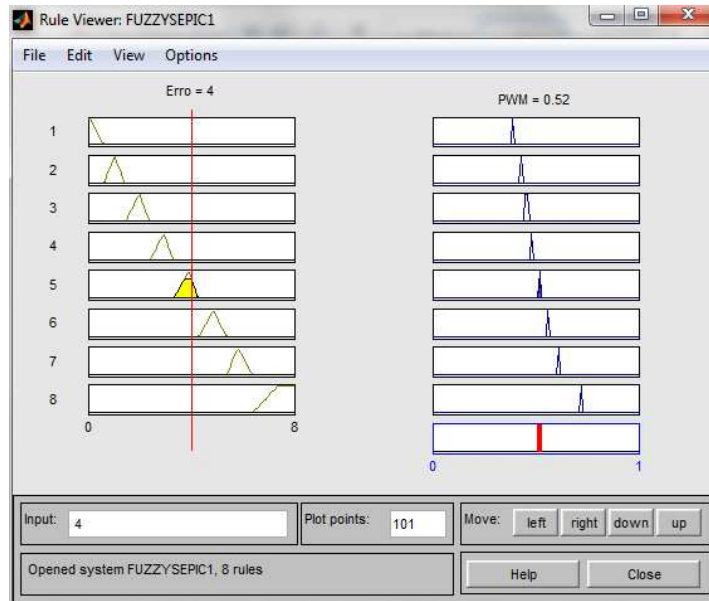 Rule Viewer: FUZZYSEPIC1
File Edit View Options
Erro = 4
PWM = 0.52
1
2
3
4
5
6
7
8
0 8
0 1
Input: 4
Plot points: 101
Move: left right down up
Opened system FUZZYSEPIC1, 8 rules
Help Close